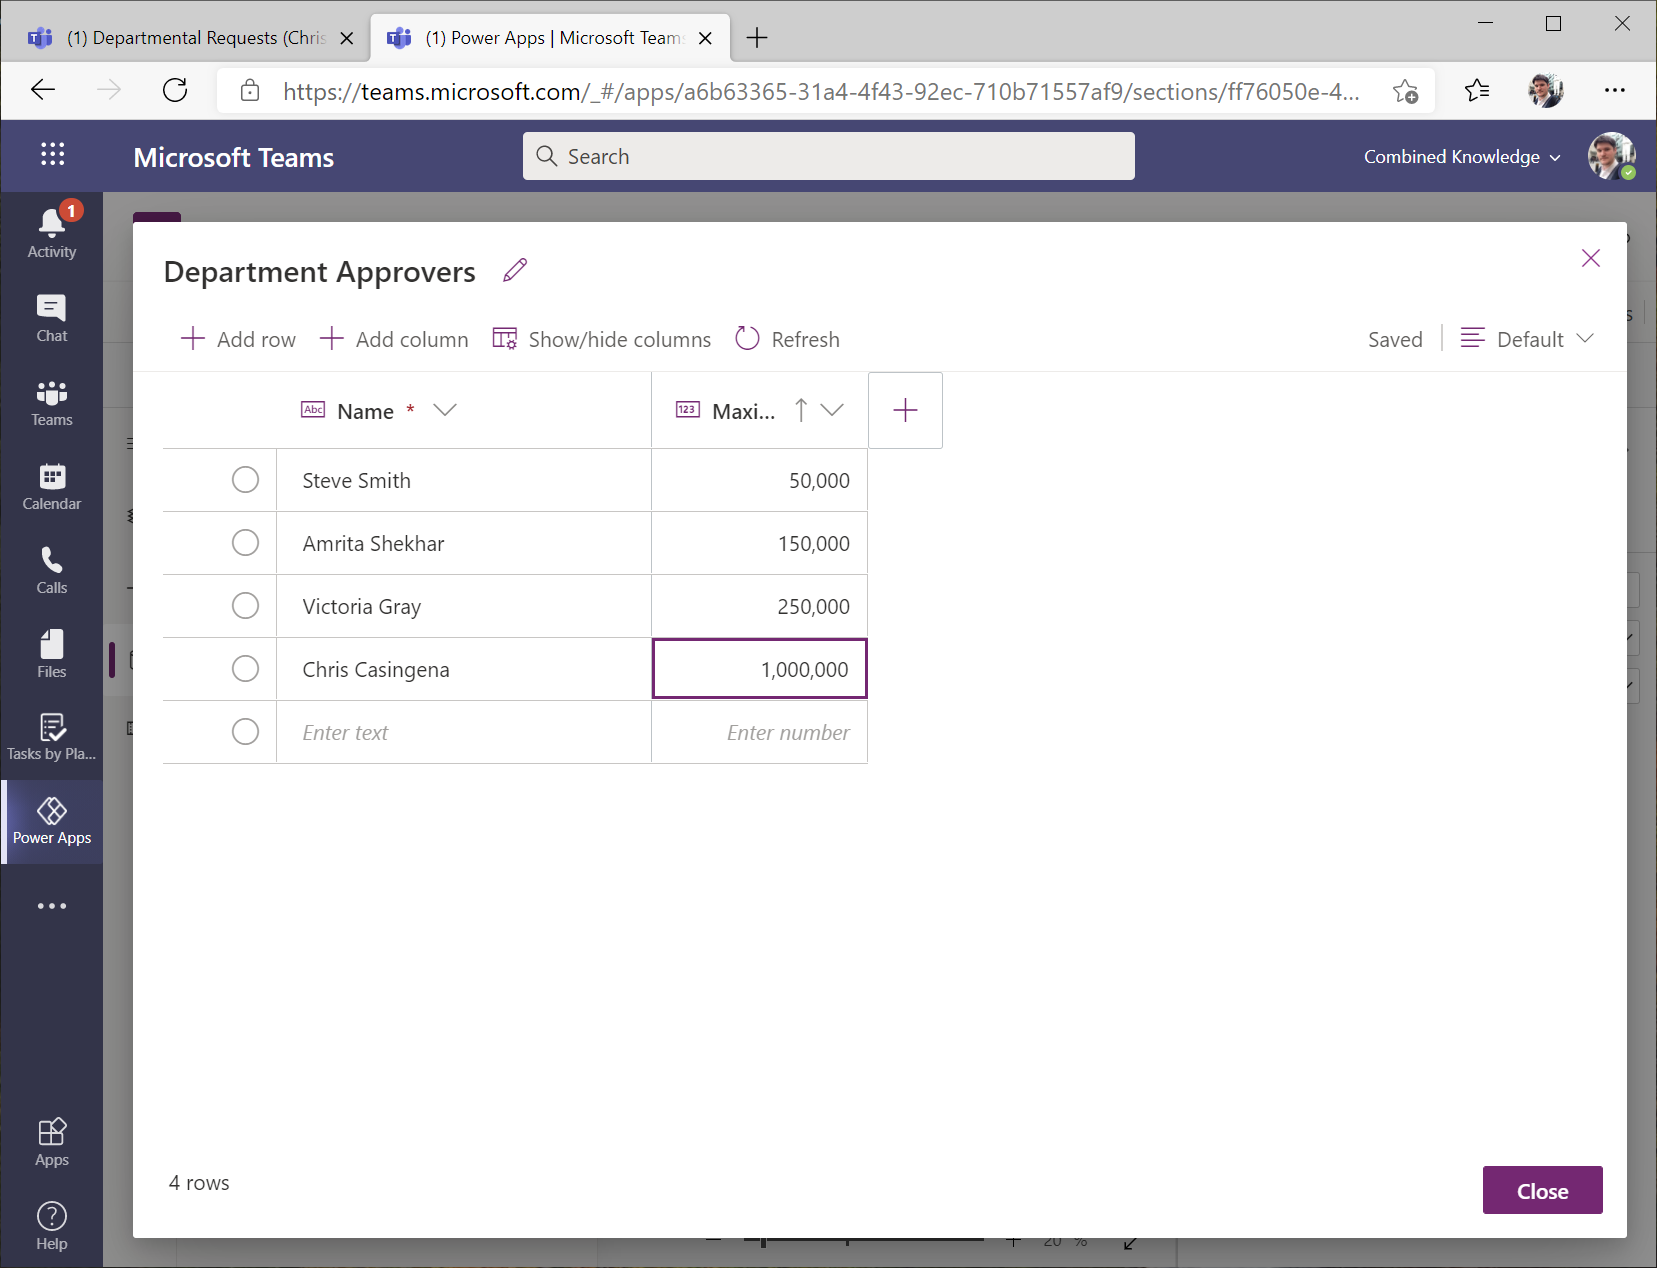 (1) Departmental Requests (Chris
(1) Power Apps | Microsoft Teams
https://teams.microsoft.com/_#/apps/a6b63365-31a4-4f43-92ec-710b71557af9/sections/ff76050e-4...
Microsoft Teams
Search
Combined Knowledge
1
Activity
Chat
Teams
Calendar
Calls
Files
Tasks by Pla...
Power Apps
Apps
Help
Department Approvers
Add row
Add column
Show/hide columns
Refresh
Saved
Default
Abc Name *
123 Maxi...
Steve Smith 50,000
Amrita Shekhar 150,000
Victoria Gray 250,000
Chris Casingena 1,000,000
Enter text Enter number
4 rows
Close
20 %